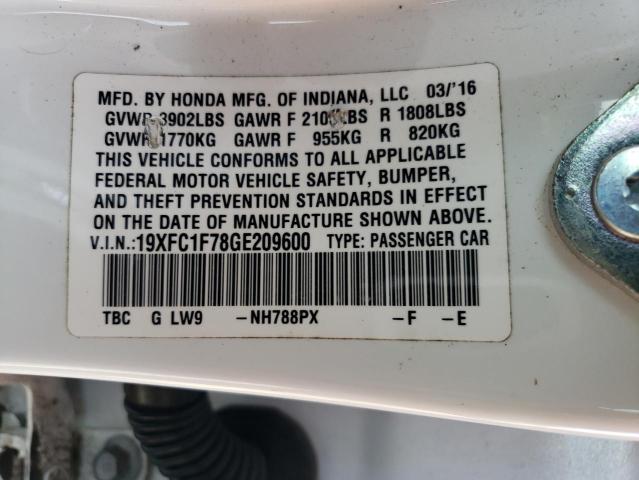 MFD. BY HONDA MFG. OF INDIANA, LLC 03/'16
GVWR 3902LBS GAWR F LBS R 1808LBS
GVWR 1770KG GAWR F 955KG R 820KG
THIS VEHICLE CONFORMS TO ALL APPLICABLE
FEDERAL MOTOR VEHICLE SAFETY, BUMPER,
AND THEFT PREVENTION STANDARDS IN EFFECT
ON THE DATE OF MANUFACTURE SHOWN ABOVE.
V.I.N.:19XFC1F78GE209600 TYPE: PASSENGER CAR
TBC G LW9 -NH788PX -F -E